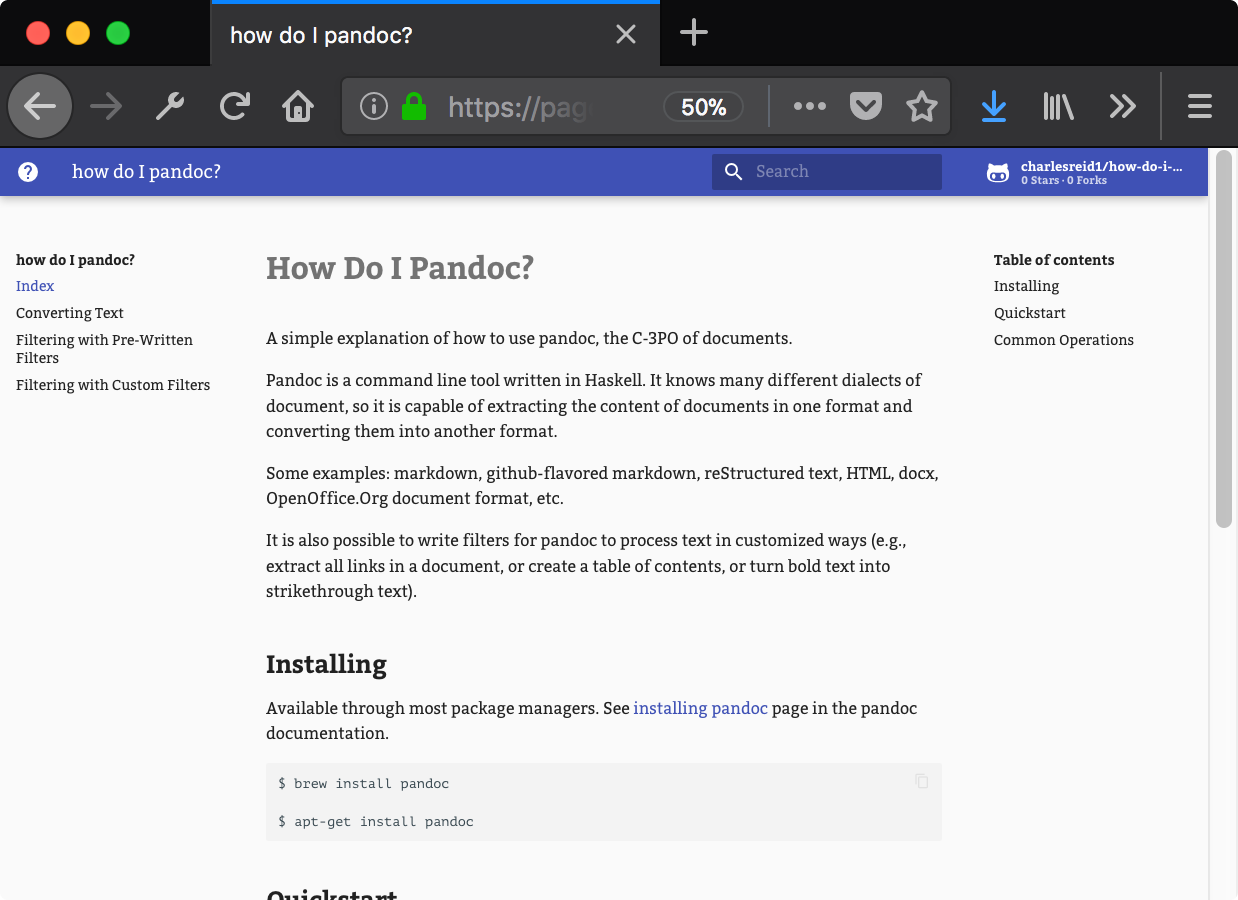 how do I pandoc?
https://pag
50%
how do I pandoc?
Search
charlesreid1/how-do-i-...
0 Stars · 0 Forks
how do I pandoc?
Index
Converting Text
Filtering with Pre-Written
Filters
Filtering with Custom Filters
How Do I Pandoc?
A simple explanation of how to use pandoc, the C-3PO of documents.
Pandoc is a command line tool written in Haskell. It knows many different dialects of
document, so it is capable of extracting the content of documents in one format and
converting them into another format.
Some examples: markdown, github-flavored markdown, reStructured text, HTML, docx,
OpenOffice.Org document format, etc.
It is also possible to write filters for pandoc to process text in customized ways (e.g.,
extract all links in a document, or create a table of contents, or turn bold text into
strikethrough text).
Installing
Available through most package managers. See installing pandoc page in the pandoc
documentation.
$ brew install pandoc
$ apt-get install pandoc
Quickstart
Table of contents
Installing
Quickstart
Common Operations